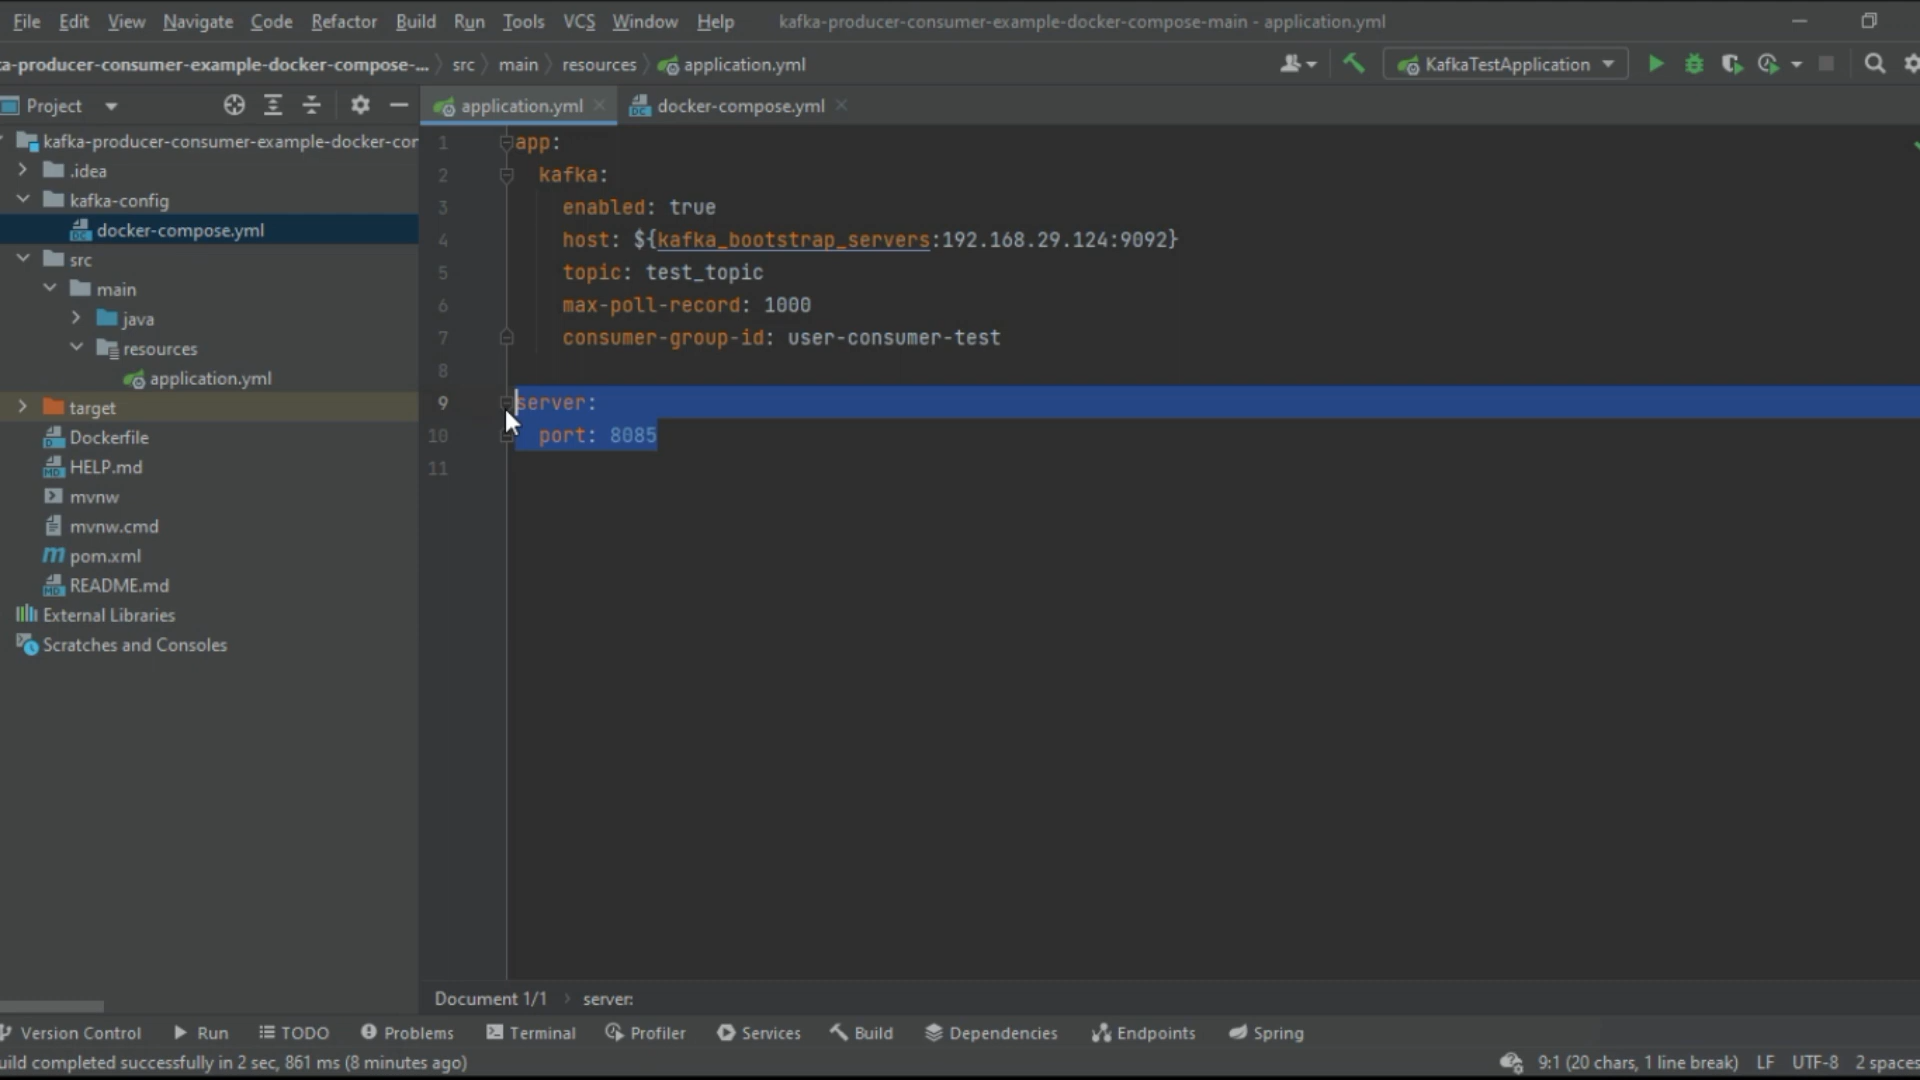 File Edit View Navigate Code Refactor Build Run Tools VCS Window Help kafka-producer-consumer-example-docker-compose-main - application.yml
a-producer-consumer-example-docker-compose-... src main resources application.yml KafkaTestApplication
Project
application.yml docker-compose.yml
kafka-producer-consumer-example-docker-cor
.idea
kafka-config
docker-compose.yml
src
main
java
resources
application.yml
target
Dockerfile
HELP.md
mvnw
mvnw.cmd
pom.xml
README.md
External Libraries
Scratches and Consoles
1 app:
2 kafka:
3 enabled: true
4 host: ${kafka_bootstrap_servers:192.168.29.124:9092}
5 topic: test_topic
6 max-poll-record: 1000
7 consumer-group-id: user-consumer-test
8
9 server:
10 port: 8085
11
Document 1/1 server:
Version Control Run TODO Problems Terminal Profiler Services Build Dependencies Endpoints Spring
uild completed successfully in 2 sec, 861 ms (8 minutes ago) 9:1 (20 chars, 1 line break) LF UTF-8 2 spaces